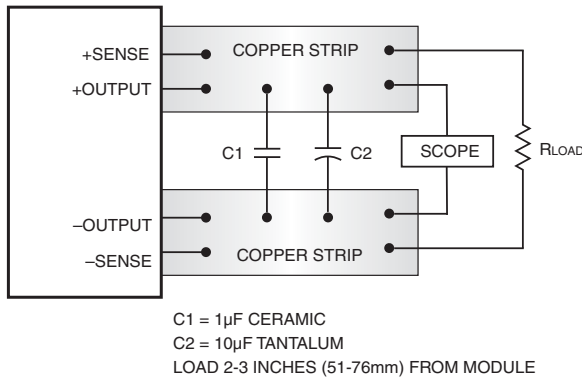 +SENSE
COPPER STRIP
+OUTPUT
C1
C2
SCOPE
RLOAD
–OUTPUT
–SENSE
COPPER STRIP
C1 = 1µF CERAMIC
C2 = 10µF TANTALUM
LOAD 2-3 INCHES (51-76mm) FROM MODULE